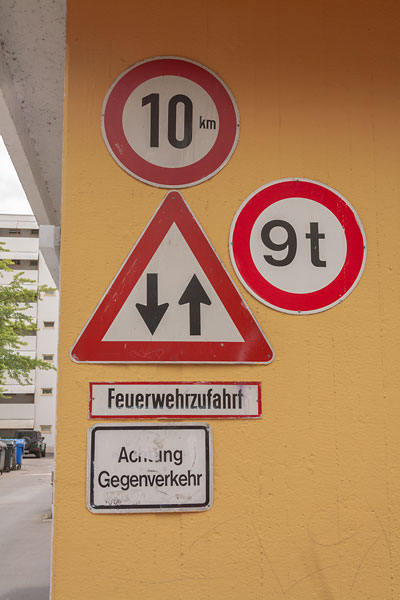 10 km
9t
Feuerwehrzufahrt
Achtung
Gegenverkehr